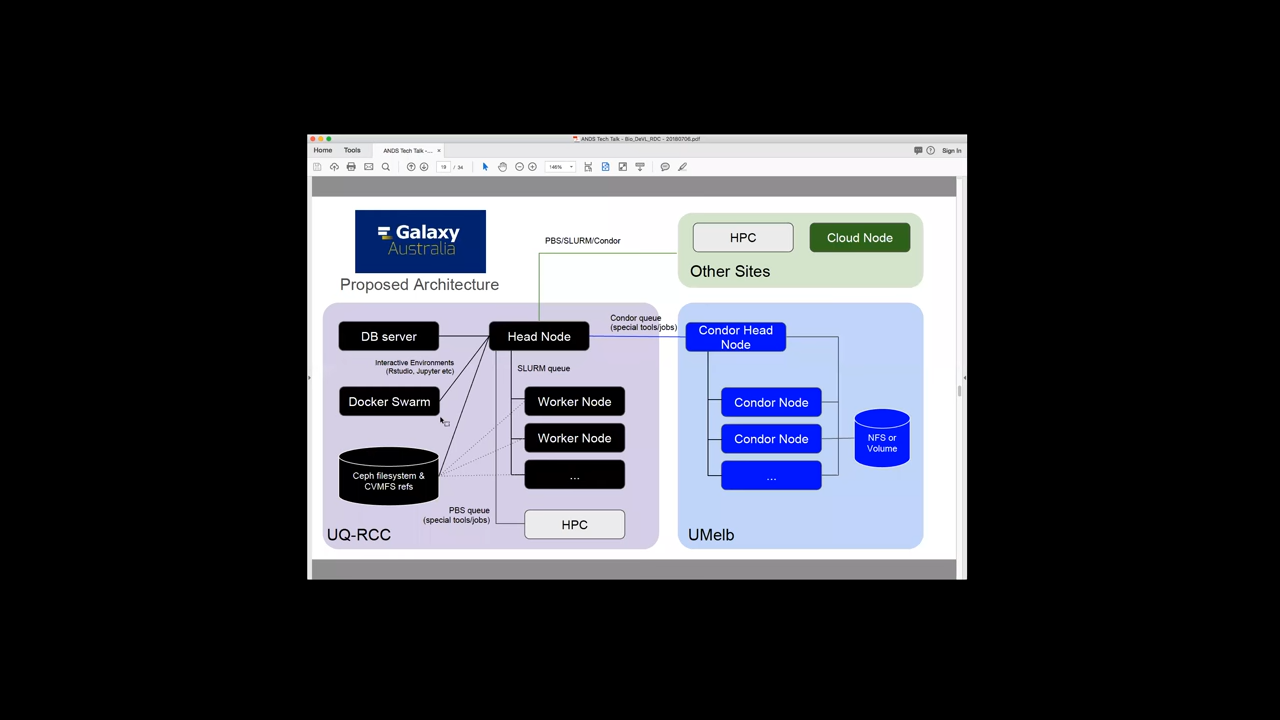 ANDS Tech Talk - Bio_DeVL_RDC - 20180706.pdf
Home
Tools
ANDS Tech Talk -...
×
Sign In
19 / 34
146%
Galaxy
Australia
Proposed Architecture
PBS/SLURM/Condor
HPC
Cloud Node
Other Sites
DB server
Head Node
Condor queue
(special tools/jobs)
Condor Head
Node
Interactive Environments
(Rstudio, Jupyter etc)
SLURM queue
Docker Swarm
Worker Node
Worker Node
...
Ceph filesystem &
CVMFS refs
PBS queue
(special tools/jobs)
HPC
UQ-RCC
Condor Node
Condor Node
...
NFS or
Volume
UMelb